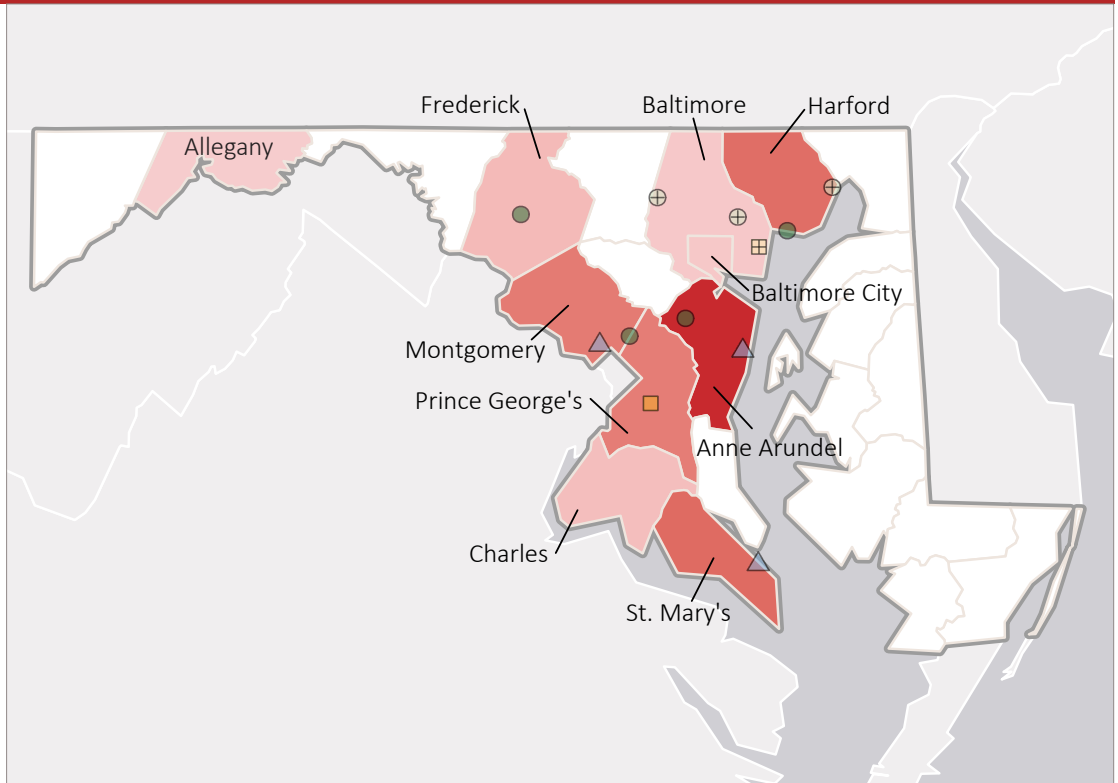 Frederick
Baltimore
Harford
Allegany
Baltimore City
Montgomery
Prince George's
Anne Arundel
Charles
St. Mary's